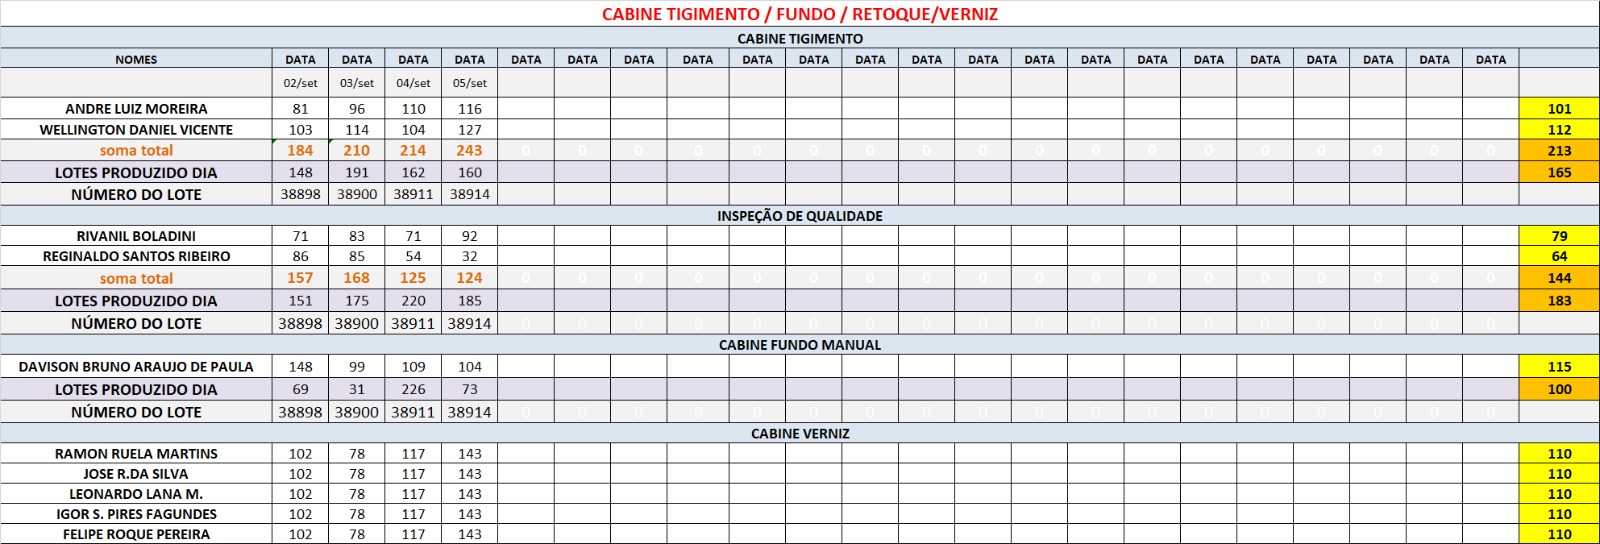 CABINE TIGIMENTO / FUNDO / RETOQUE/VERNIZ
CABINE TIGIMENTO
NOMES DATA DATA DATA DATA DATA DATA DATA DATA DATA DATA DATA DATA DATA DATA DATA DATA DATA DATA DATA DATA DATA DATA
02/set 03/set 04/set 05/set
ANDRE LUIZ MOREIRA 81 96 110 116 101
WELLINGTON DANIEL VICENTE 103 114 104 127 112
soma total 184 210 214 243 0 0 0 0 0 0 0 0 0 0 0 0 0 0 0 0 0 0 213
LOTES PRODUZIDO DIA 148 191 162 160 165
NÚMERO DO LOTE 38898 38900 38911 38914
INSPEÇÃO DE QUALIDADE
RIVANIL BOLADINI 71 83 71 92 79
REGINALDO SANTOS RIBEIRO 86 85 54 32 64
soma total 157 168 125 124 0 0 0 0 0 0 0 0 0 0 0 0 0 0 0 0 0 0 144
LOTES PRODUZIDO DIA 151 175 220 185 183
NÚMERO DO LOTE 38898 38900 38911 38914 0 0 0 0 0 0 0 0 0 0 0 0 0 0 0 0 0 0
CABINE FUNDO MANUAL
DAVISON BRUNO ARAUJO DE PAULA 148 99 109 104 115
LOTES PRODUZIDO DIA 69 31 226 73 100
NÚMERO DO LOTE 38898 38900 38911 38914 0 0 0 0 0 0 0 0 0 0 0 0 0 0 0 0 0 0
CABINE VERNIZ
RAMON RUELA MARTINS 102 78 117 143 110
JOSE R.DA SILVA 102 78 117 143 110
LEONARDO LANA M. 102 78 117 143 110
IGOR S. PIRES FAGUNDES 102 78 117 143 110
FELIPE ROQUE PEREIRA 102 78 117 143 110